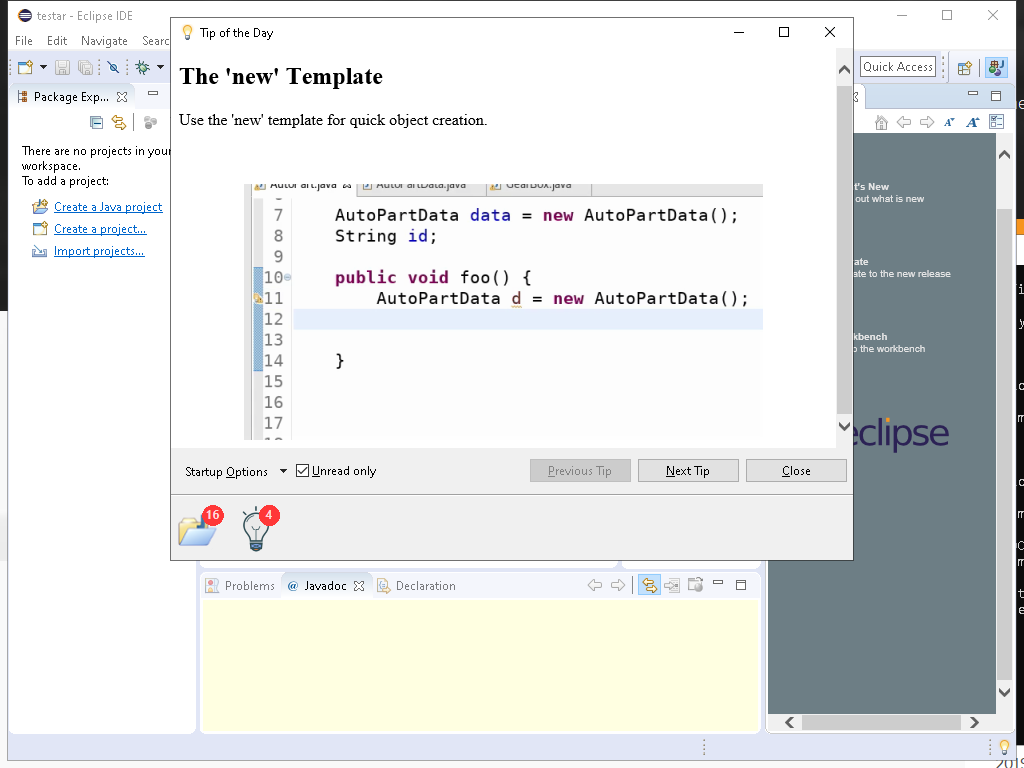 testar - Eclipse IDE
File Edit Navigate Searc
Tip of the Day
The 'new' Template
Use the 'new' template for quick object creation.
Quick Access
Package Exp...
There are no projects in your
workspace.
To add a project:
Create a Java project
Create a project...
Import projects...
AutoPart.java AutoPartData.java GearBox.java
7 AutoPartData data = new AutoPartData();
8 String id;
9
10 public void foo() {
11 AutoPartData d = new AutoPartData();
12
13
14 }
15
16
17
t's New
out what is new
ate
ate to the new release
kbench
o the workbench
eclipse
Startup Options Unread only Previous Tip Next Tip Close
16 4
Problems @ Javadoc Declaration
2019